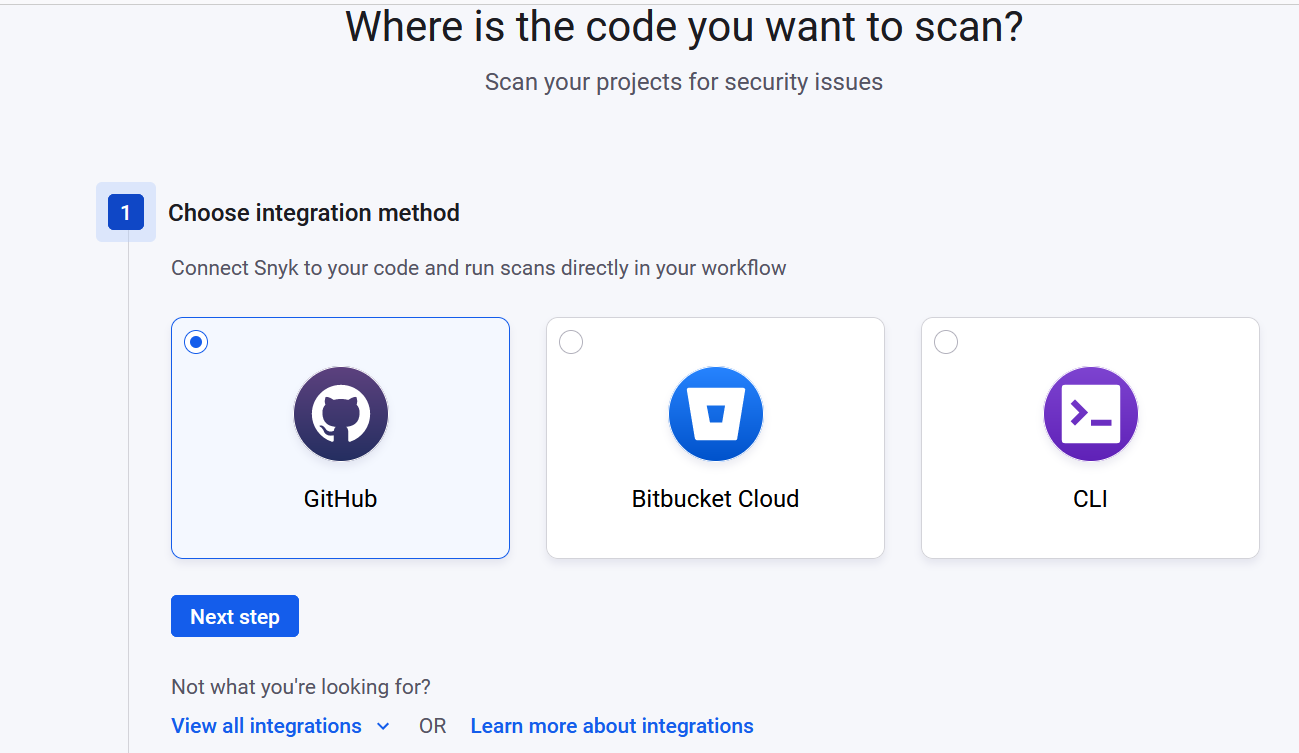 Where is the code you want to scan?
Scan your projects for security issues
1 Choose integration method
Connect Snyk to your code and run scans directly in your workflow
GitHub Bitbucket Cloud CLI
Next step
Not what you're looking for?
View all integrations OR Learn more about integrations